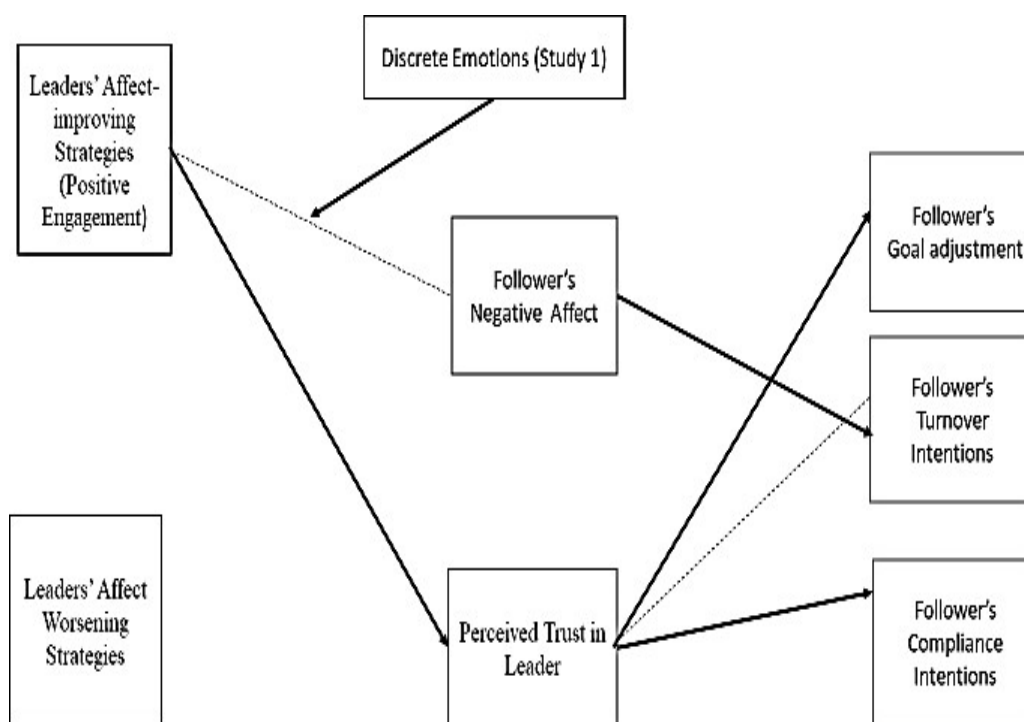 Discrete Emotions (Study 1)
Leaders’ Affect-
improving
Strategies
(Positive
Engagement)
Follower’s
Goal adjustment
Follower’s
Negative Affect
Follower’s
Turnover
Intentions
Leaders’ Affect
Worsening
Strategies
Perceived Trust in
Leader
Follower’s
Compliance
Intentions